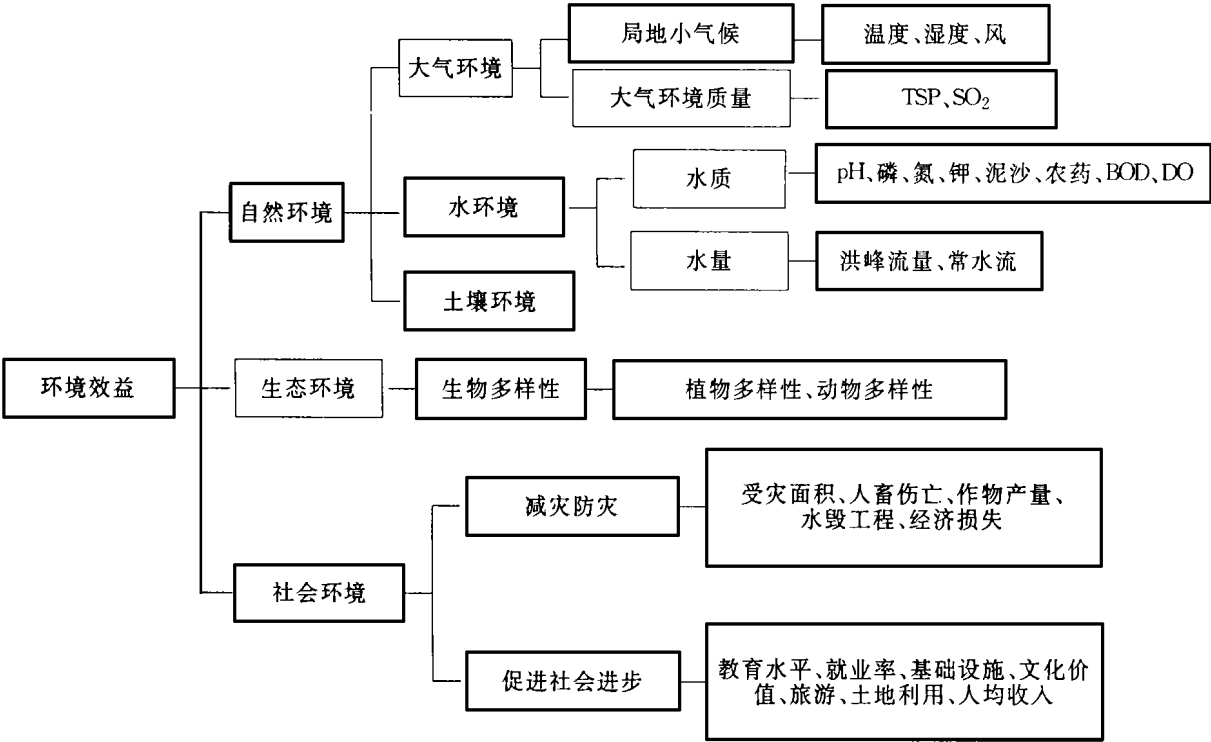 局地小气候
温度、湿度、风
大气环境
大气环境质量
TSP、SO₂
水质
pH、磷、氮、钾、泥沙、农药、BOD、DO
自然环境
水环境
水量
洪峰流量、常水流
土壤环境
环境效益
生态环境
生物多样性
植物多样性、动物多样性
减灾防灾
受灾面积、人畜伤亡、作物产量、
水毁工程、经济损失
社会环境
促进社会进步
教育水平、就业率、基础设施、文化价
值、旅游、土地利用、人均收入